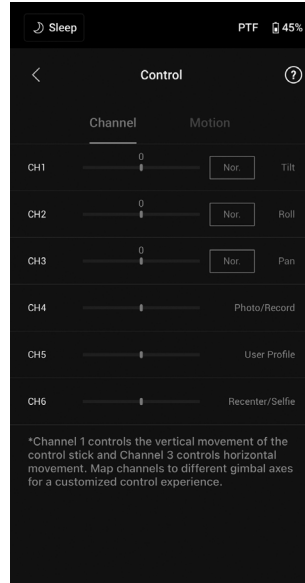 Sleep PTF 45%
Control ?
Channel Motion
0
CH1 Nor. Tilt
0
CH2 Nor. Roll
0
CH3 Nor. Pan
CH4 Photo/Record
CH5 User Profile
CH6 Recenter/Selfie
*Channel 1 controls the vertical movement of the
control stick and Channel 3 controls horizontal
movement. Map channels to different gimbal axes
for a customized control experience.